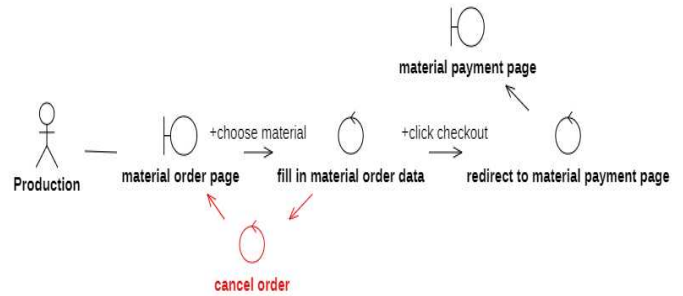 material payment page
+choose material
+click checkout
Production
material order page
fill in material order data
redirect to material payment page
cancel order